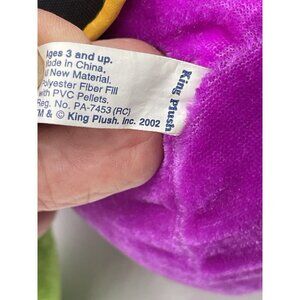 Ages 3 and up.
Made in China,
All New Material
Polyester Fiber Fill
with PVC Pellets.
Reg. No. PA-7453 (RC)
TM & © King Plush, Inc. 2002
King Plush